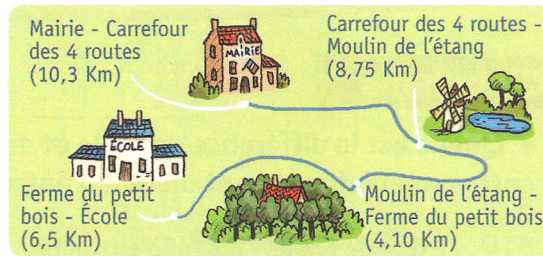 Mairie - Carrefour
des 4 routes
(10,3 Km)
MAIRIE
Carrefour des 4 routes -
Moulin de l'étang
(8,75 Km)
ÉCOLE
Ferme du petit
bois - École
(6,5 Km)
Moulin de l'étang -
Ferme du petit bois
(4,10 Km)